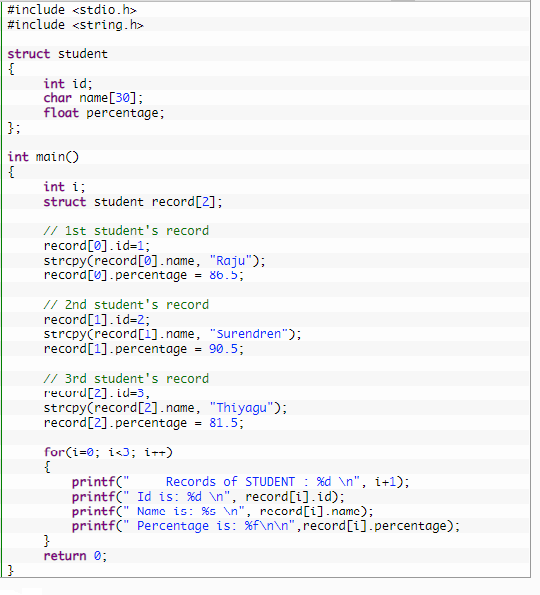 #include <stdio.h>
#include <string.h>
struct student
{
int id;
char name[30];
float percentage;
};
int main()
{
int i;
struct student record[2];
// 1st student's record
record[0].id=1;
strcpy(record[0].name, "Raju");
record[0].percentage = 86.5;
// 2nd student's record
record[1].id=2;
strcpy(record[1].name, "Surendren");
record[1].percentage = 90.5;
// 3rd student's record
record[2].id=3,
strcpy(record[2].name, "Thiyagu");
record[2].percentage = 81.5;
for(i=0; i<3; i++)
{
printf("     Records of STUDENT : %d \n", i+1);
printf(" Id is: %d \n", record[i].id);
printf(" Name is: %s \n", record[i].name);
printf(" Percentage is: %f\n\n",record[i].percentage);
}
return 0;
}